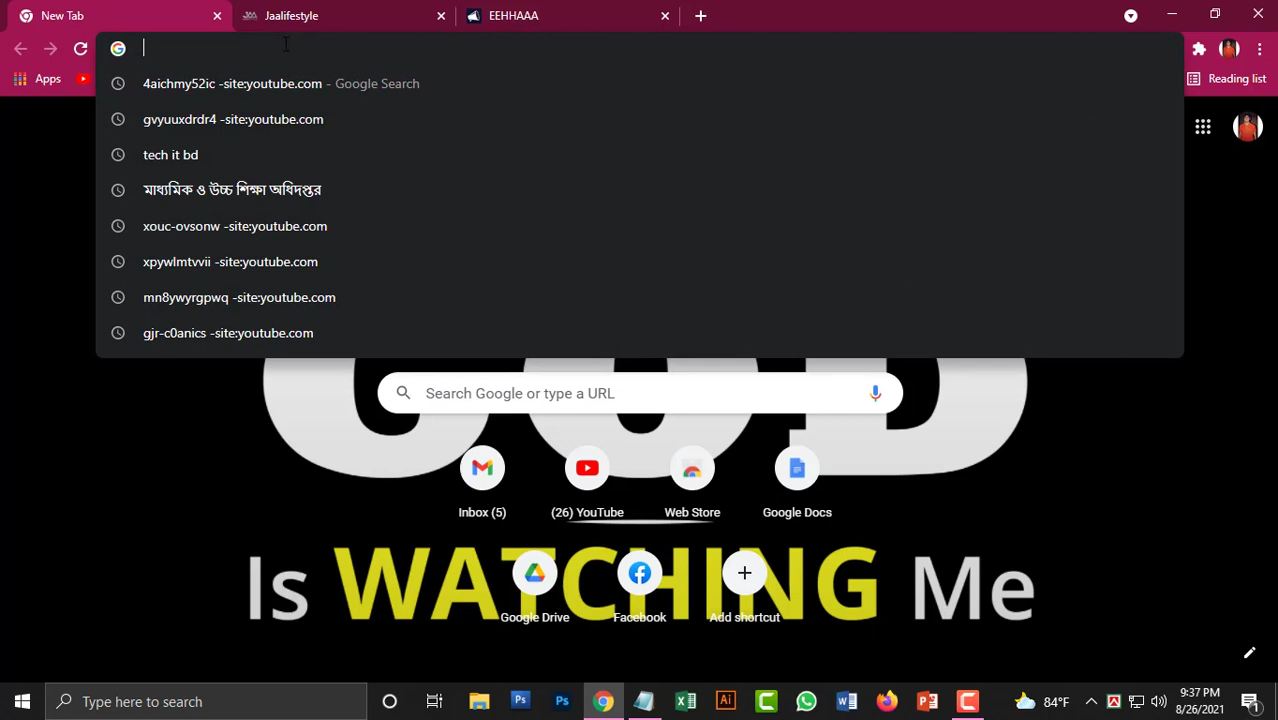 New Tab
Jaalifestyle
EEHHAAA
4aichmy52ic -site:youtube.com - Google Search
gvyuuxdrdr4 -site:youtube.com
tech it bd
মাধ্যমিক ও উচ্চ শিক্ষা অধিদপ্তর
xouc-ovsonw -site:youtube.com
xpywlmtvvii -site:youtube.com
mn8ywyrgpwq -site:youtube.com
gjr-c0anics -site:youtube.com
Apps
Reading list
Search Google or type a URL
Inbox (5)
(26) YouTube
Web Store
Google Docs
Is WATCHING Me
Google Drive
Facebook
Add shortcut
Type here to search
Ps
Ps
Ai
84°F
9:37 PM
8/26/2021